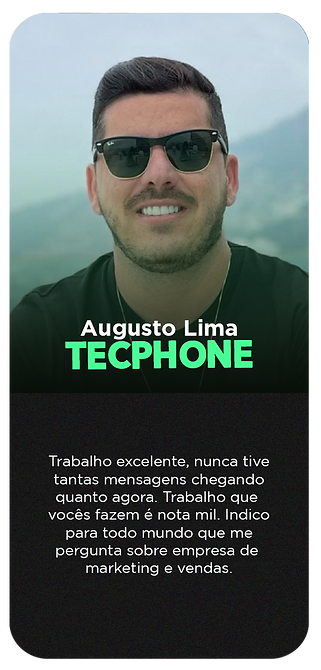 Augusto Lima
TECPHONE
Trabalho excelente, nunca tive
tantas mensagens chegando
quanto agora. Trabalho que
vocês fazem é nota mil. Indico
para todo mundo que me
pergunta sobre empresa de
marketing e vendas.